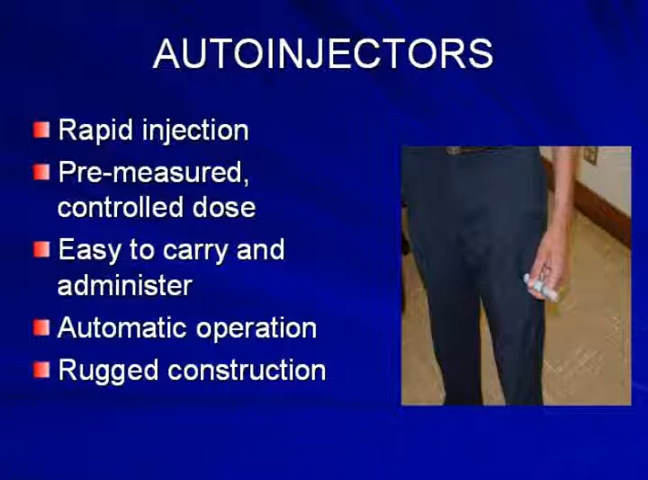 AUTOINJECTORS
Rapid injection
Pre-measured,
controlled dose
Easy to carry and
administer
Automatic operation
Rugged construction